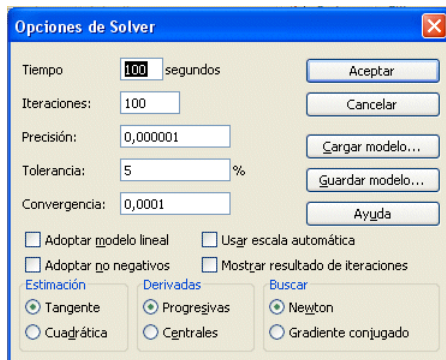 Opciones de Solver
Tiempo 100 segundos
Aceptar
Iteraciones: 100
Cancelar
Precisión: 0,000001
Cargar modelo...
Tolerancia: 5 %
Guardar modelo...
Convergencia: 0,0001
Ayuda
Adoptar modelo lineal Usar escala automática
Adoptar no negativos Mostrar resultado de iteraciones
Estimación Derivadas Buscar
Tangente Progresivas Newton
Cuadrática Centrales Gradiente conjugado